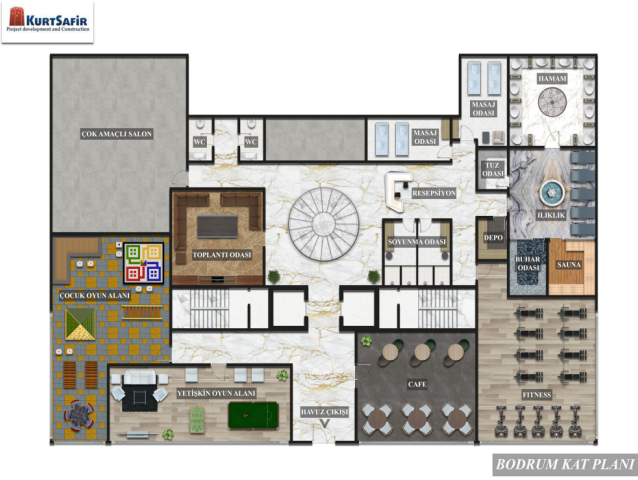 KURTSAFİR
Project development and Construction
HAMAM
MASAJ
ODASI
ÇOK AMAÇLI SALON
WC
WC
MASAJ
ODASI
TUZ
ODASI
RESEPSİYON
ILIKLIK
TOPLANTI ODASI
SOYUNMA ODASI
DEPO
BUHAR
ODASI
SAUNA
ÇOCUK OYUN ALANI
FITNESS
CAFE
YETİŞKİN OYUN ALANI
HAVUZ ÇIKIŞI
BODRUM KAT PLANI